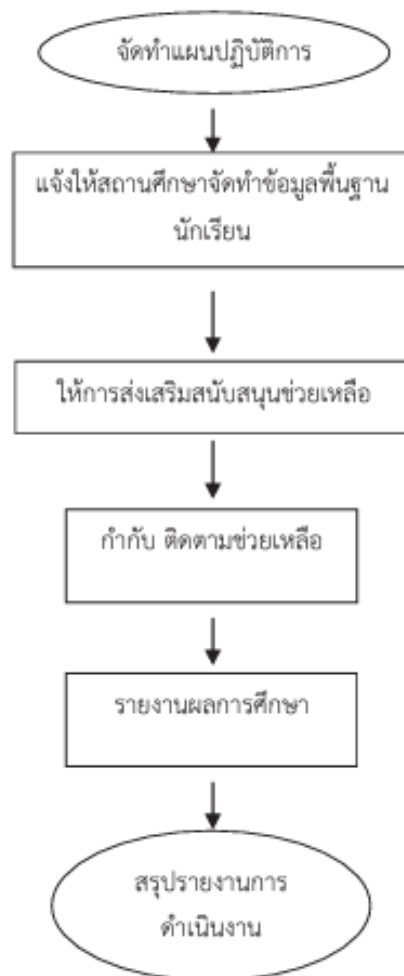 จัดทำแผนปฏิบัติการ
แจ้งให้สถานศึกษาจัดทำข้อมูลพื้นฐาน
นักเรียน
ให้การส่งเสริมสนับสนุนช่วยเหลือ
กำกับ ติดตามช่วยเหลือ
รายงานผลการศึกษา
สรุปรายงานการ
ดำเนินงาน